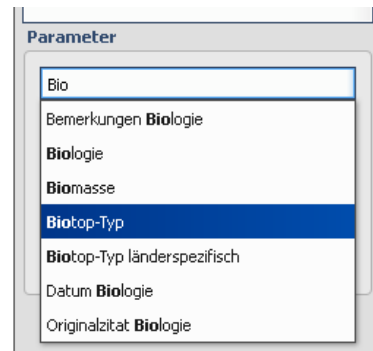 Parameter
Bio
Bemerkungen Biologie
Biologie
Biomasse
Biotop-Typ
Biotop-Typ länderspezifisch
Datum Biologie
Originalzitat Biologie